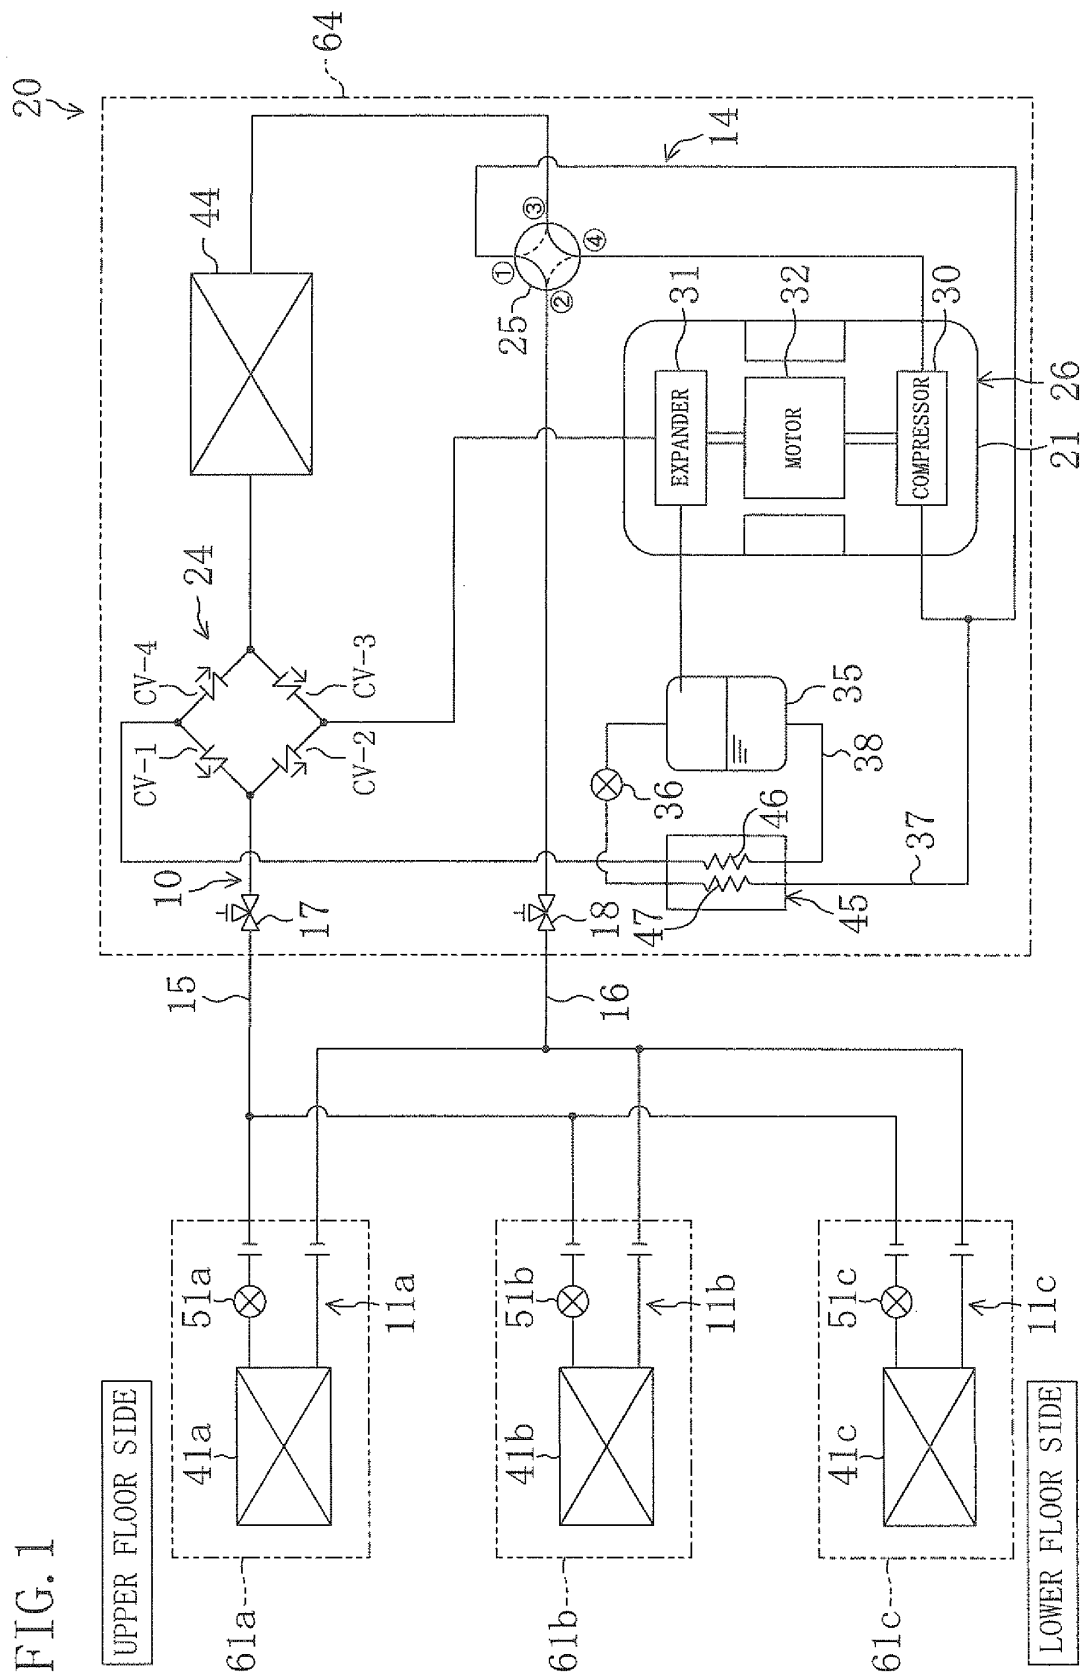 FIG. 1
UPPER FLOOR SIDE
LOWER FLOOR SIDE
20
64
61a
41a
51a
11a
61b
41b
51b
11b
61c
41c
51c
11c
15
16
10
17
18
CV-1
CV-4
CV-2
CV-3
24
44
25
①
②
③
④
14
36
35
38
46
47
45
37
EXPANDER
31
MOTOR
32
COMPRESSOR
30
21
26